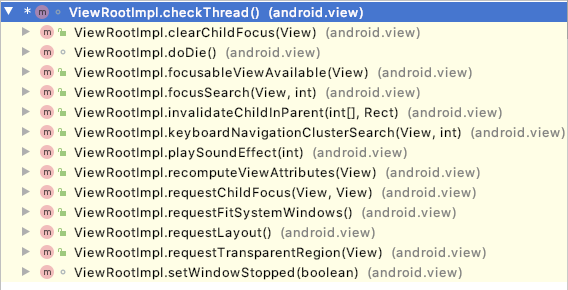 * m ViewRootImpl.checkThread() (android.view)
m ViewRootImpl.clearChildFocus(View) (android.view)
m ViewRootImpl.doDie() (android.view)
m ViewRootImpl.focusableViewAvailable(View) (android.view)
m ViewRootImpl.focusSearch(View, int) (android.view)
m ViewRootImpl.invalidateChildInParent(int[], Rect) (android.view)
m ViewRootImpl.keyboardNavigationClusterSearch(View, int) (android.view)
m ViewRootImpl.playSoundEffect(int) (android.view)
m ViewRootImpl.recomputeViewAttributes(View) (android.view)
m ViewRootImpl.requestChildFocus(View, View) (android.view)
m ViewRootImpl.requestFitSystemWindows() (android.view)
m ViewRootImpl.requestLayout() (android.view)
m ViewRootImpl.requestTransparentRegion(View) (android.view)
m ViewRootImpl.setWindowStopped(boolean) (android.view)